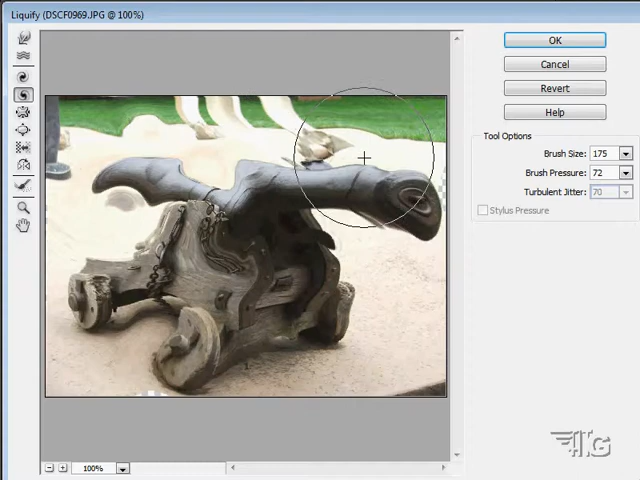 Liquify (DSCF0969.JPG @ 100%)
OK
Cancel
Revert
Help
Tool Options
Brush Size: 175
Brush Pressure: 72
Turbulent Jitter: 70
Stylus Pressure
100%